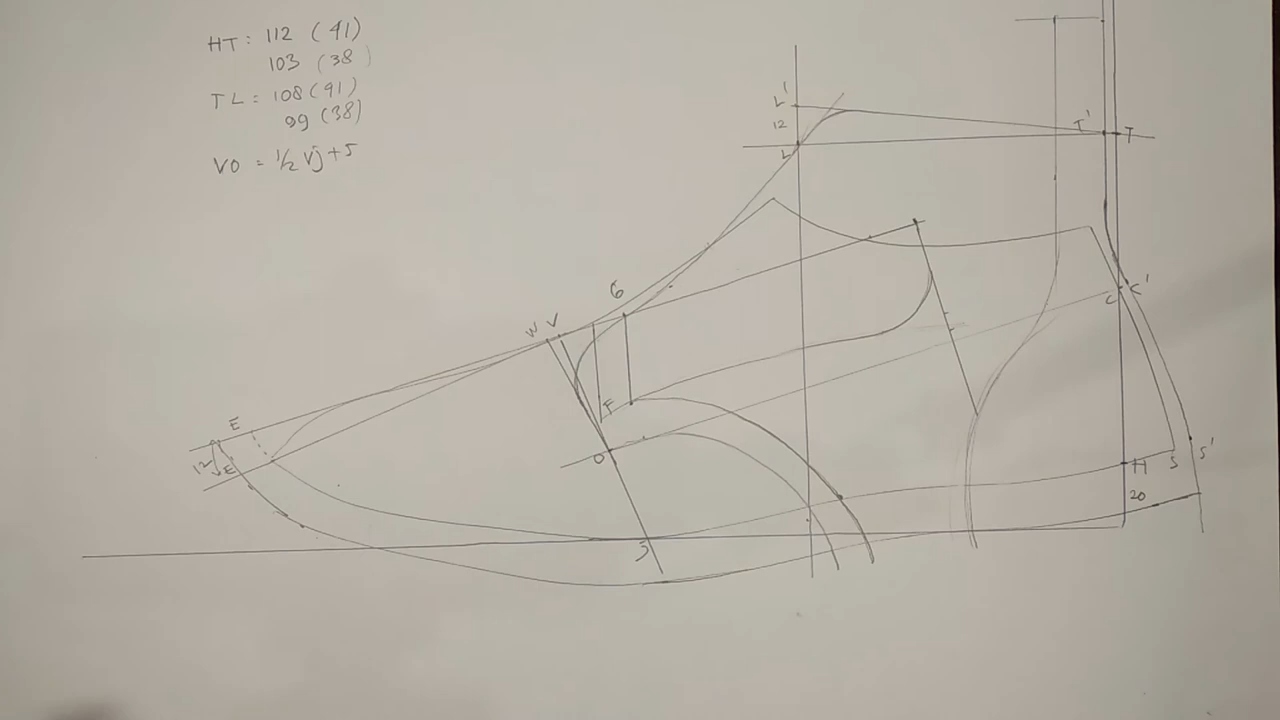 HT: 112 (41)
103 (38)
TL = 108 (41)
99 (38)
VO = 1/2 Vj + 5
L'
12
L
T'
T
6
W V
C C'
E
F
12
E
O
H
S S'
20
J